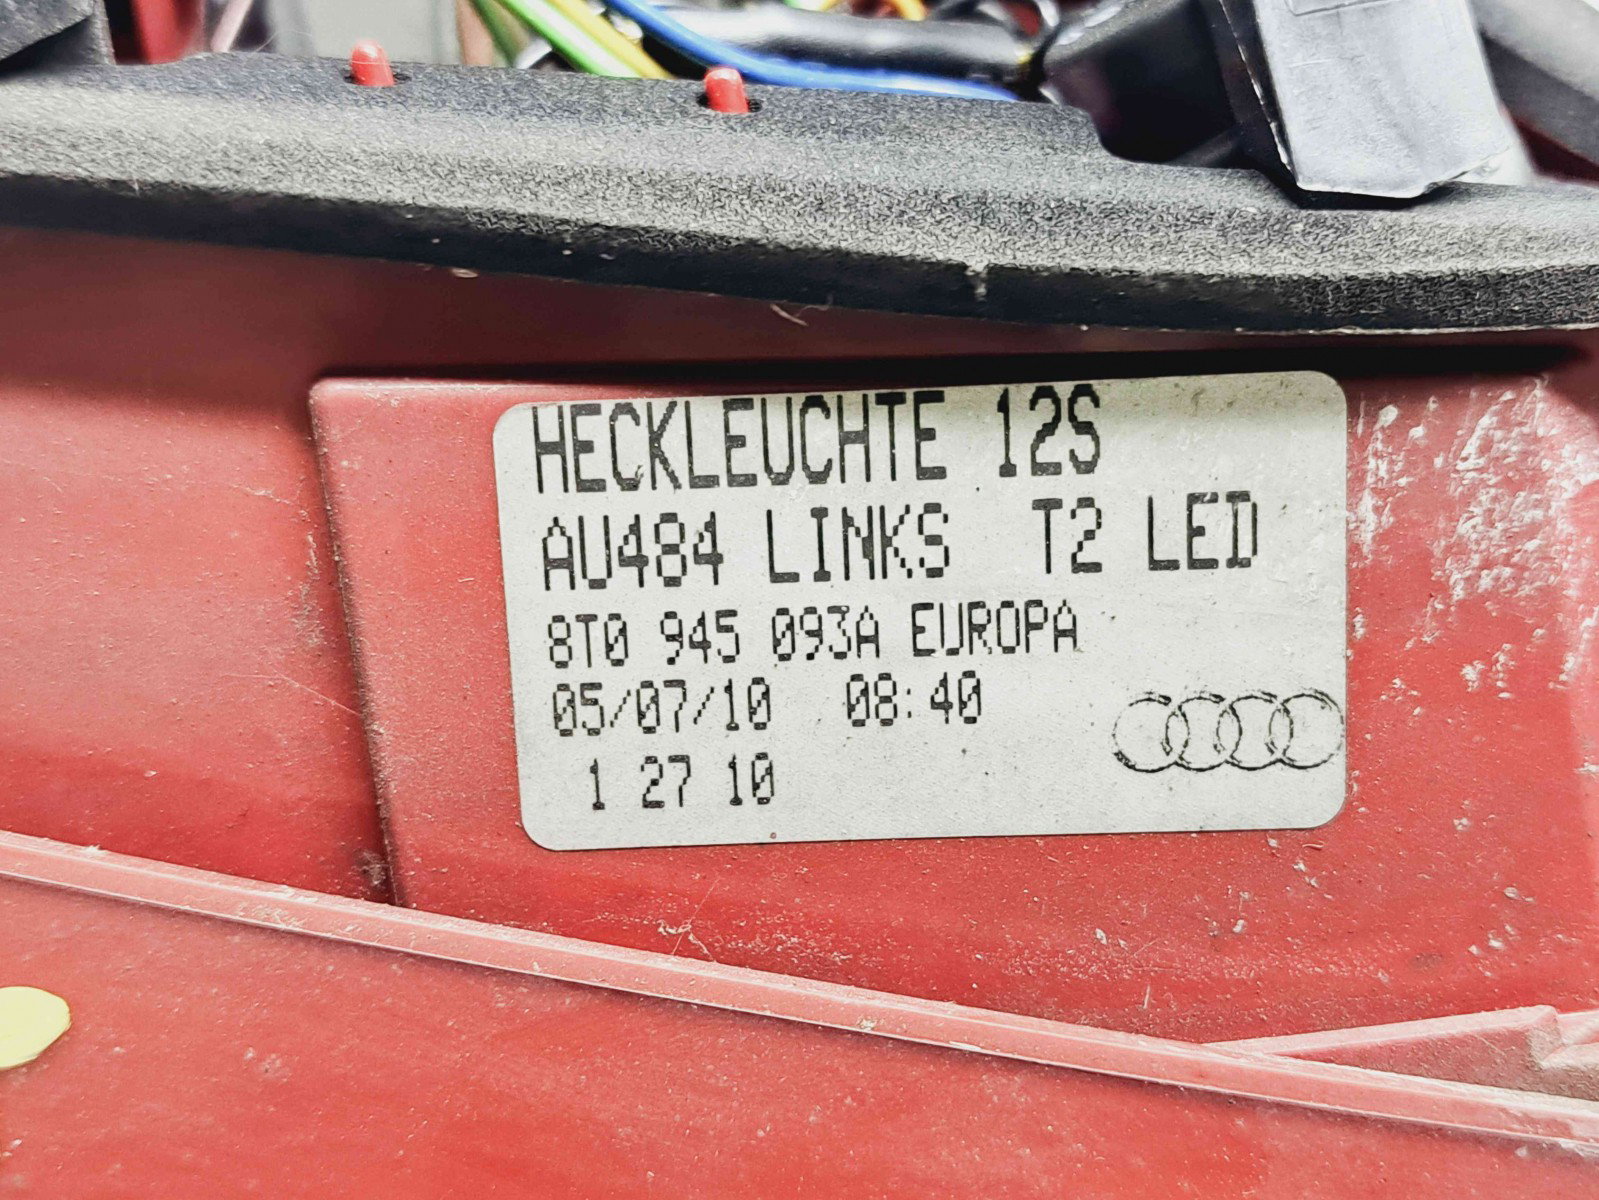 HECKLEUCHTE 12S
AU484 LINKS T2 LED
8T0 945 093A EUROPA
05/07/10 08:40
1 27 10